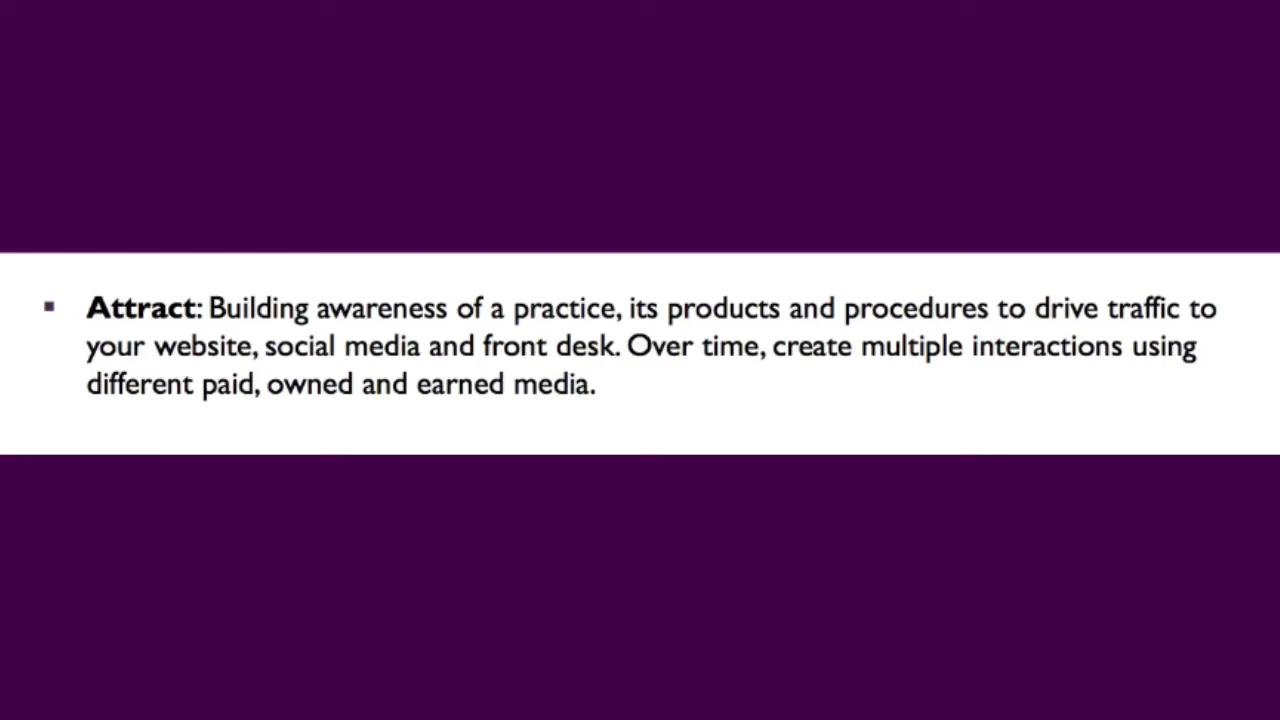 ▪ Attract: Building awareness of a practice, its products and procedures to drive traffic to
your website, social media and front desk. Over time, create multiple interactions using
different paid, owned and earned media.